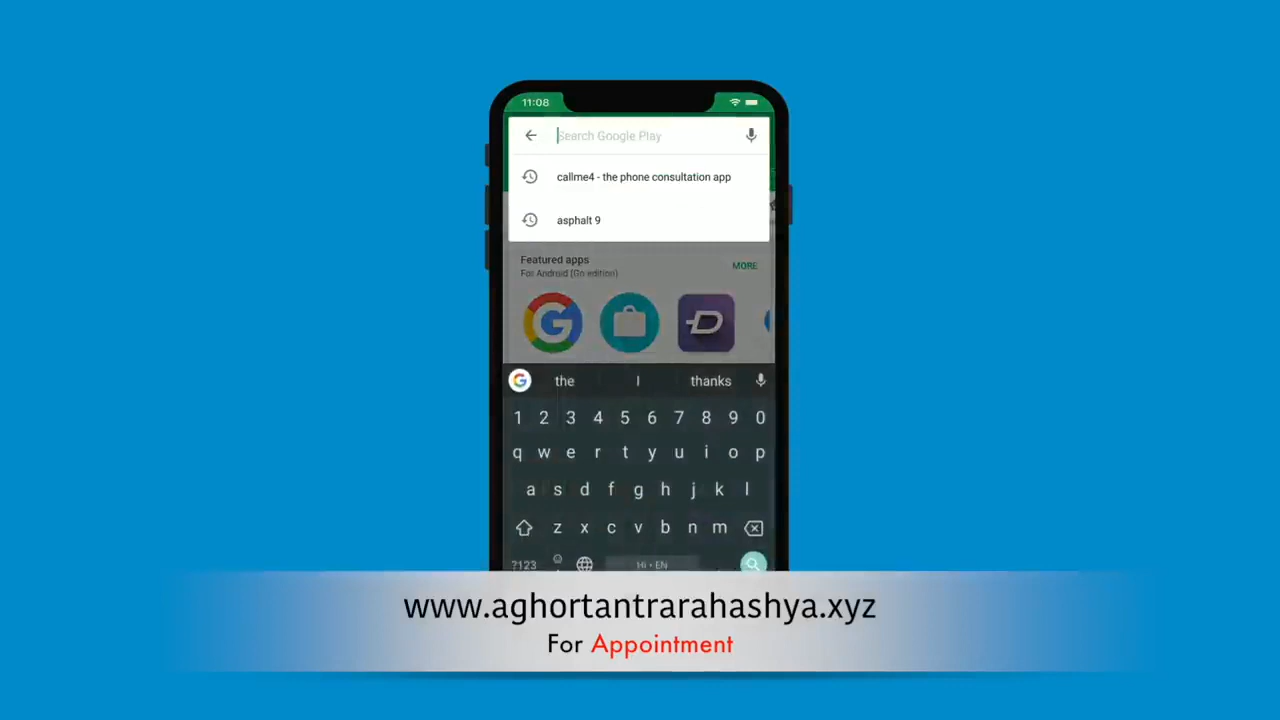 11:08
Search Google Play
callme4 - the phone consultation app
asphalt 9
Featured apps
MORE
For Android (Go edition)
the I thanks
1 2 3 4 5 6 7 8 9 0
q w e r t y u i o p
a s d f g h j k l
z x c v b n m
?123 HI • EN
www.aghortantrarahashya.xyz
For Appointment